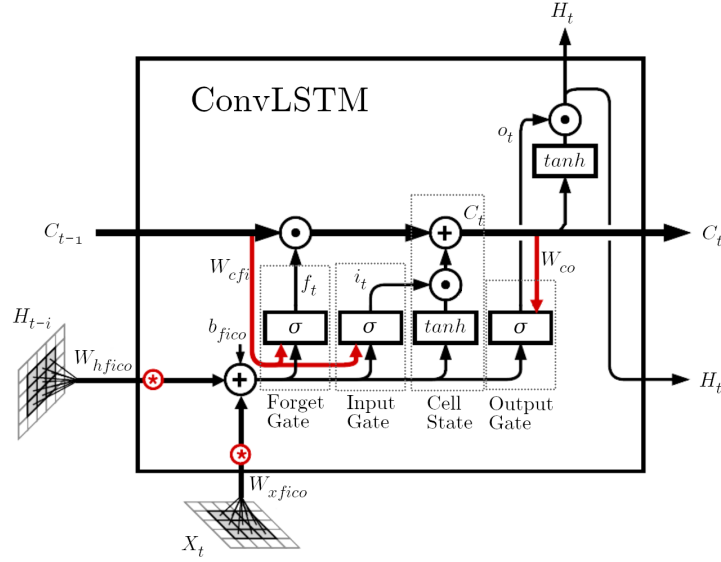 H_t
ConvLSTM
o_t
tanh
C_{t-1}
C_t
C_t
W_{cfi}
f_t
i_t
W_{co}
H_{t-i}
b_{fico}
σ
σ
tanh
σ
W_{hfico}
H_t
Forget Gate
Input Gate
Cell State
Output Gate
W_{xfico}
X_t